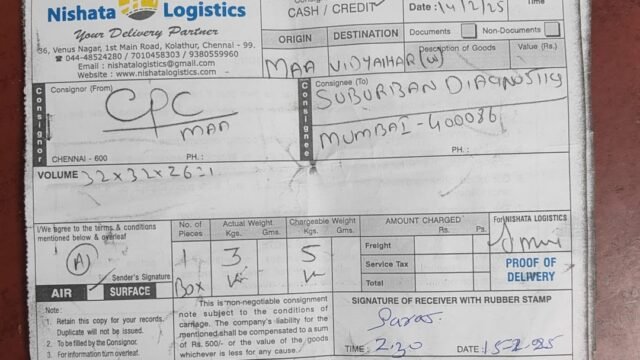 Nishata Logistics
CASH / CREDIT
Date : 14/2/25
Time
Your Delivery Partner
36, Venus Nagar, 1st Main Road, Kolathur, Chennai - 99.
044-48524280 / 7010458303 / 9380559960
Email : nishatalogistics@gmail.com
Website : www.nishatalogistics.com
ORIGIN
DESTINATION
Documents
Non-Documents
MAA
VIDYAIHAR (W)
Description of Goods
Value (Rs.)
Consignor
Consignor (From)
CPC
MAA
CHENNAI - 600
PH. :
Consignee
Consignee (To)
SUBURBAN DIAGNOSTIC
MUMBAI - 400086
PH. :
VOLUME
32x32x26=1
I/We agree to the terms & conditions
mentioned below & overleaf
Sender's Signature
AIR SURFACE
No. of Pieces
Actual Weight
Kgs. Gms.
Chargeable Weight
Kgs. Gms.
1
Box
3
5
AMOUNT CHARGED
Rs. Ps.
Freight
Service Tax
Total
For NISHATA LOGISTICS
PROOF OF
DELIVERY
Note :
1. Retain this copy for your records.
Duplicate will not be issued.
2. To be filled by the Consignor.
3. For information turn overleaf.
This is non-negotiable consignment
note subject to the conditions of
carriage. The company's liability for the
mentioned shall be compensated to a sum
of Rs. 500/- or the value of the goods
whichever is less for any cause.
SIGNATURE OF RECEIVER WITH RUBBER STAMP
TIME : 2:30
DATE : 15-2-25